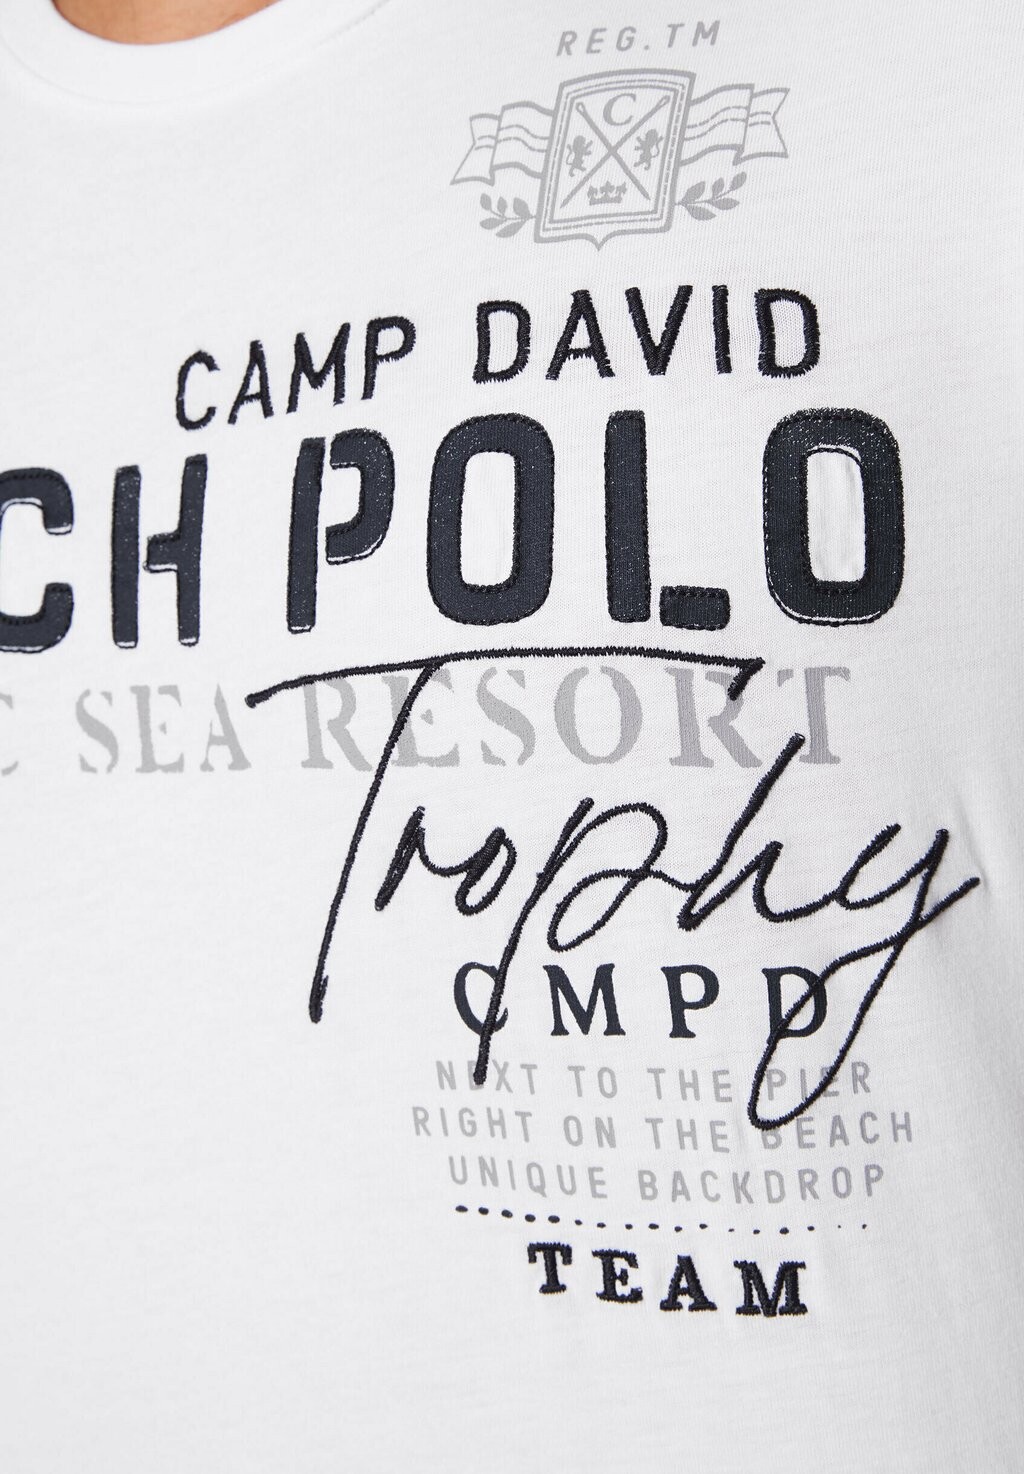 REG.TM
C
CAMP DAVID
CH POLO
C SEA RESORT
Trophy
CMPD
NEXT TO THE PIER
RIGHT ON THE BEACH
UNIQUE BACKDROP
TEAM